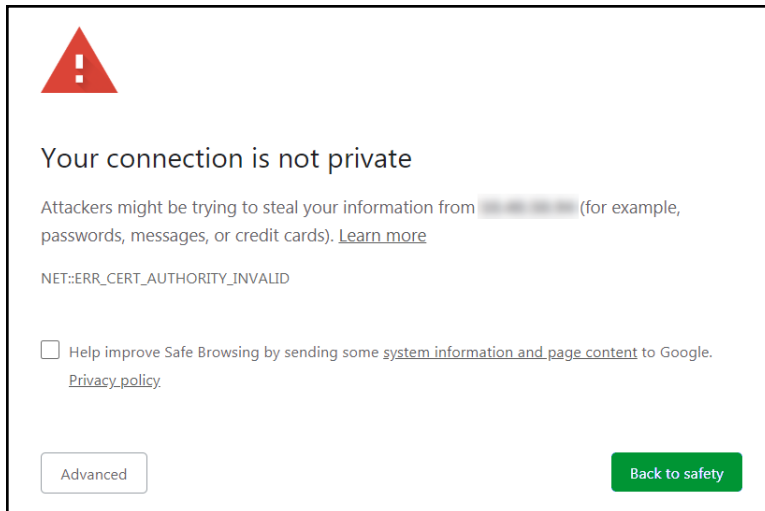 Your connection is not private
Attackers might be trying to steal your information from (for example,
passwords, messages, or credit cards). Learn more
NET::ERR_CERT_AUTHORITY_INVALID
Help improve Safe Browsing by sending some system information and page content to Google.
Privacy policy
Advanced
Back to safety